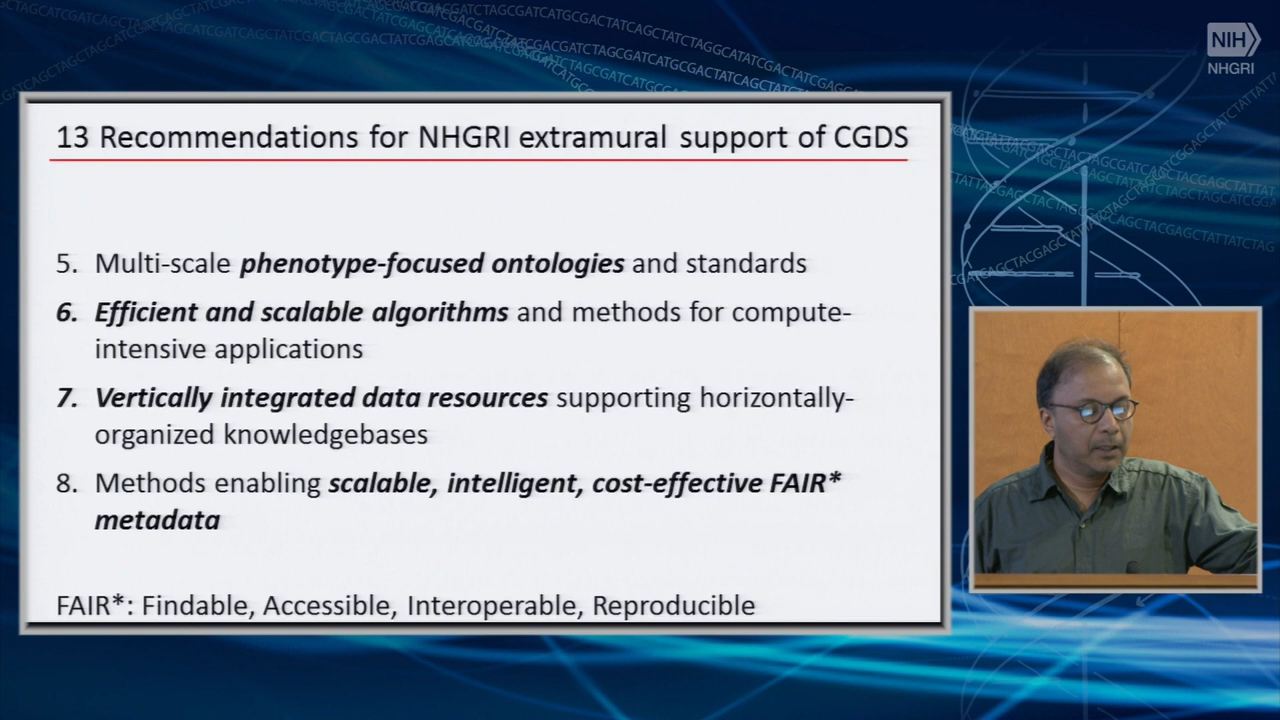 NIH
NHGRI
13 Recommendations for NHGRI extramural support of CGDS
5. Multi-scale phenotype-focused ontologies and standards
6. Efficient and scalable algorithms and methods for compute-
intensive applications
7. Vertically integrated data resources supporting horizontally-
organized knowledgebases
8. Methods enabling scalable, intelligent, cost-effective FAIR*
metadata
FAIR*: Findable, Accessible, Interoperable, Reproducible